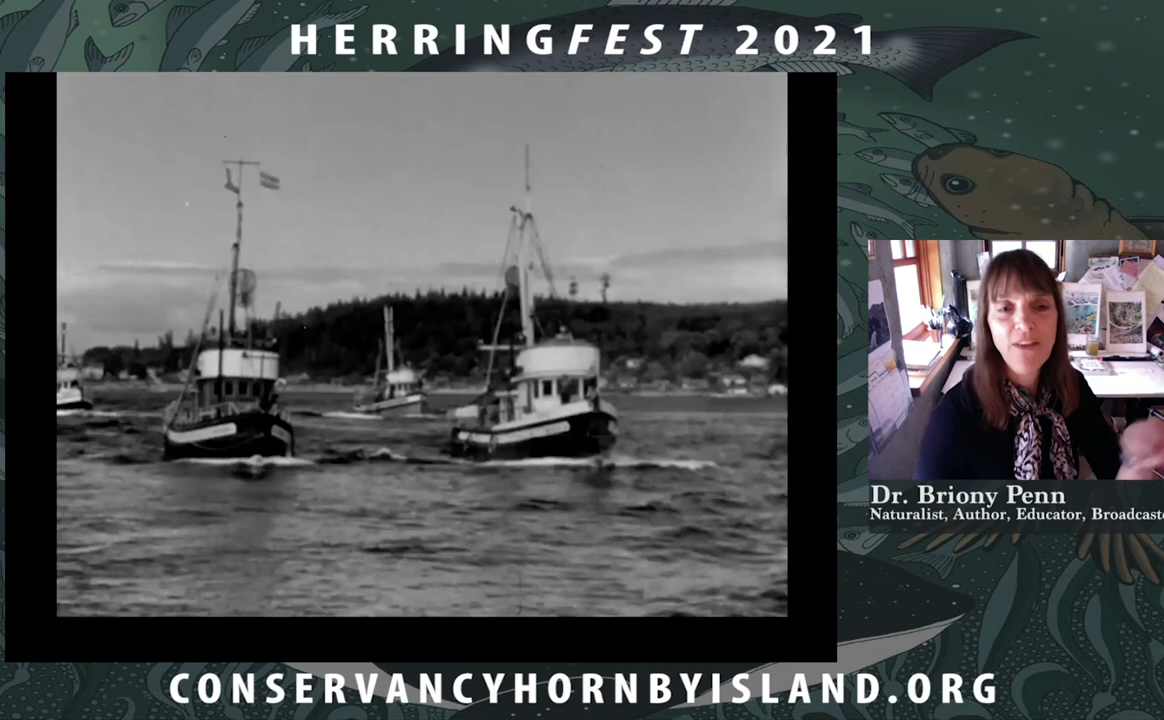 HERRINGFEST 2021
Dr. Briony Penn
Naturalist, Author, Educator, Broadcaste
CONSERVANCYHORNBYISLAND.ORG